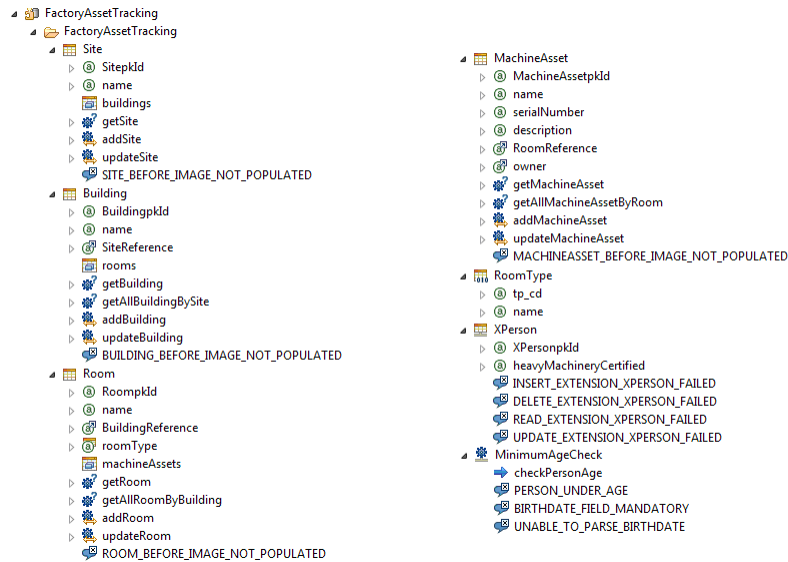 FactoryAssetTracking
FactoryAssetTracking
Site
SitepkId
name
buildings
getSite
addSite
updateSite
SITE_BEFORE_IMAGE_NOT_POPULATED
Building
BuildingpkId
name
SiteReference
rooms
getBuilding
getAllBuildingBySite
addBuilding
updateBuilding
BUILDING_BEFORE_IMAGE_NOT_POPULATED
Room
RoompkId
name
BuildingReference
roomType
machineAssets
getRoom
getAllRoomByBuilding
addRoom
updateRoom
ROOM_BEFORE_IMAGE_NOT_POPULATED
MachineAsset
MachineAssetpkId
name
serialNumber
description
RoomReference
owner
getMachineAsset
getAllMachineAssetByRoom
addMachineAsset
updateMachineAsset
MACHINEASSET_BEFORE_IMAGE_NOT_POPULATED
RoomType
tp_cd
name
XPerson
XPersonpkId
heavyMachineryCertified
INSERT_EXTENSION_XPERSON_FAILED
DELETE_EXTENSION_XPERSON_FAILED
READ_EXTENSION_XPERSON_FAILED
UPDATE_EXTENSION_XPERSON_FAILED
MinimumAgeCheck
checkPersonAge
PERSON_UNDER_AGE
BIRTHDATE_FIELD_MANDATORY
UNABLE_TO_PARSE_BIRTHDATE